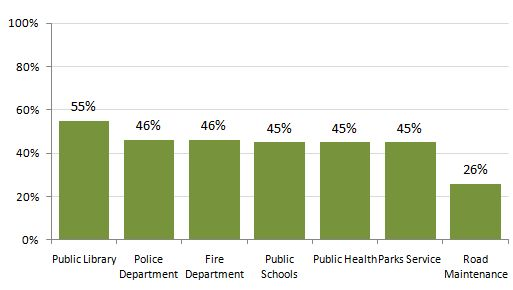 100%
80%
60%
40%
20%
0%
55%
46%
46%
45%
45%
45%
26%
Public Library
Police
Department
Fire
Department
Public
Schools
Public Health
Parks Service
Road
Maintenance